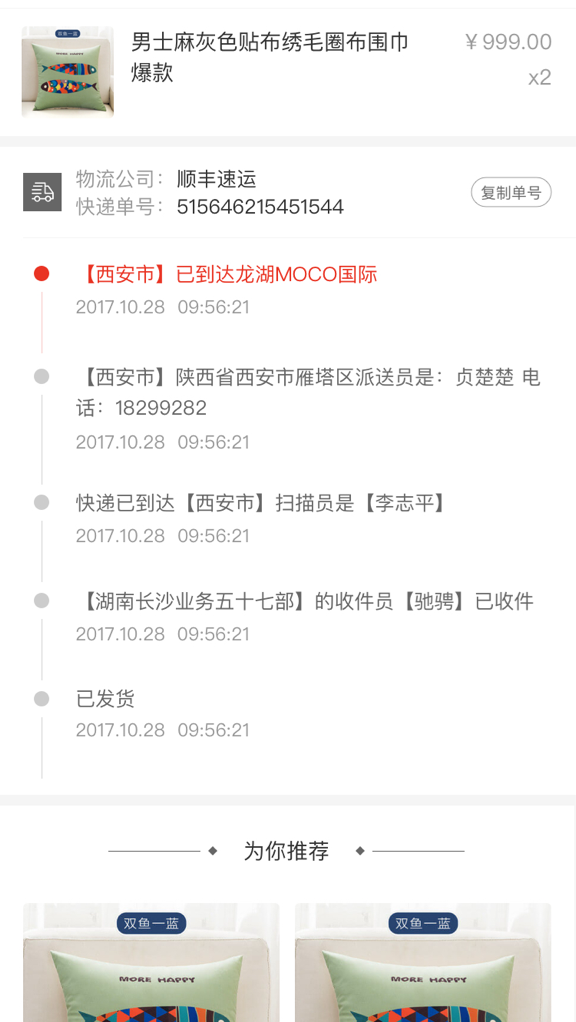 双鱼一蓝
MORE HAPPY
男士麻灰色贴布绣毛圈布围巾
爆款
￥999.00
x2
物流公司：顺丰速运
快递单号：515646215451544
复制单号
【西安市】已到达龙湖MOCO国际
2017.10.28 09:56:21
【西安市】陕西省西安市雁塔区派送员是：贞楚楚 电
话：18299282
2017.10.28 09:56:21
快递已到达【西安市】扫描员是【李志平】
2017.10.28 09:56:21
【湖南长沙业务五十七部】的收件员【驰骋】已收件
2017.10.28 09:56:21
已发货
2017.10.28 09:56:21
为你推荐
双鱼一蓝
MORE HAPPY
双鱼一蓝
MORE HAPPY